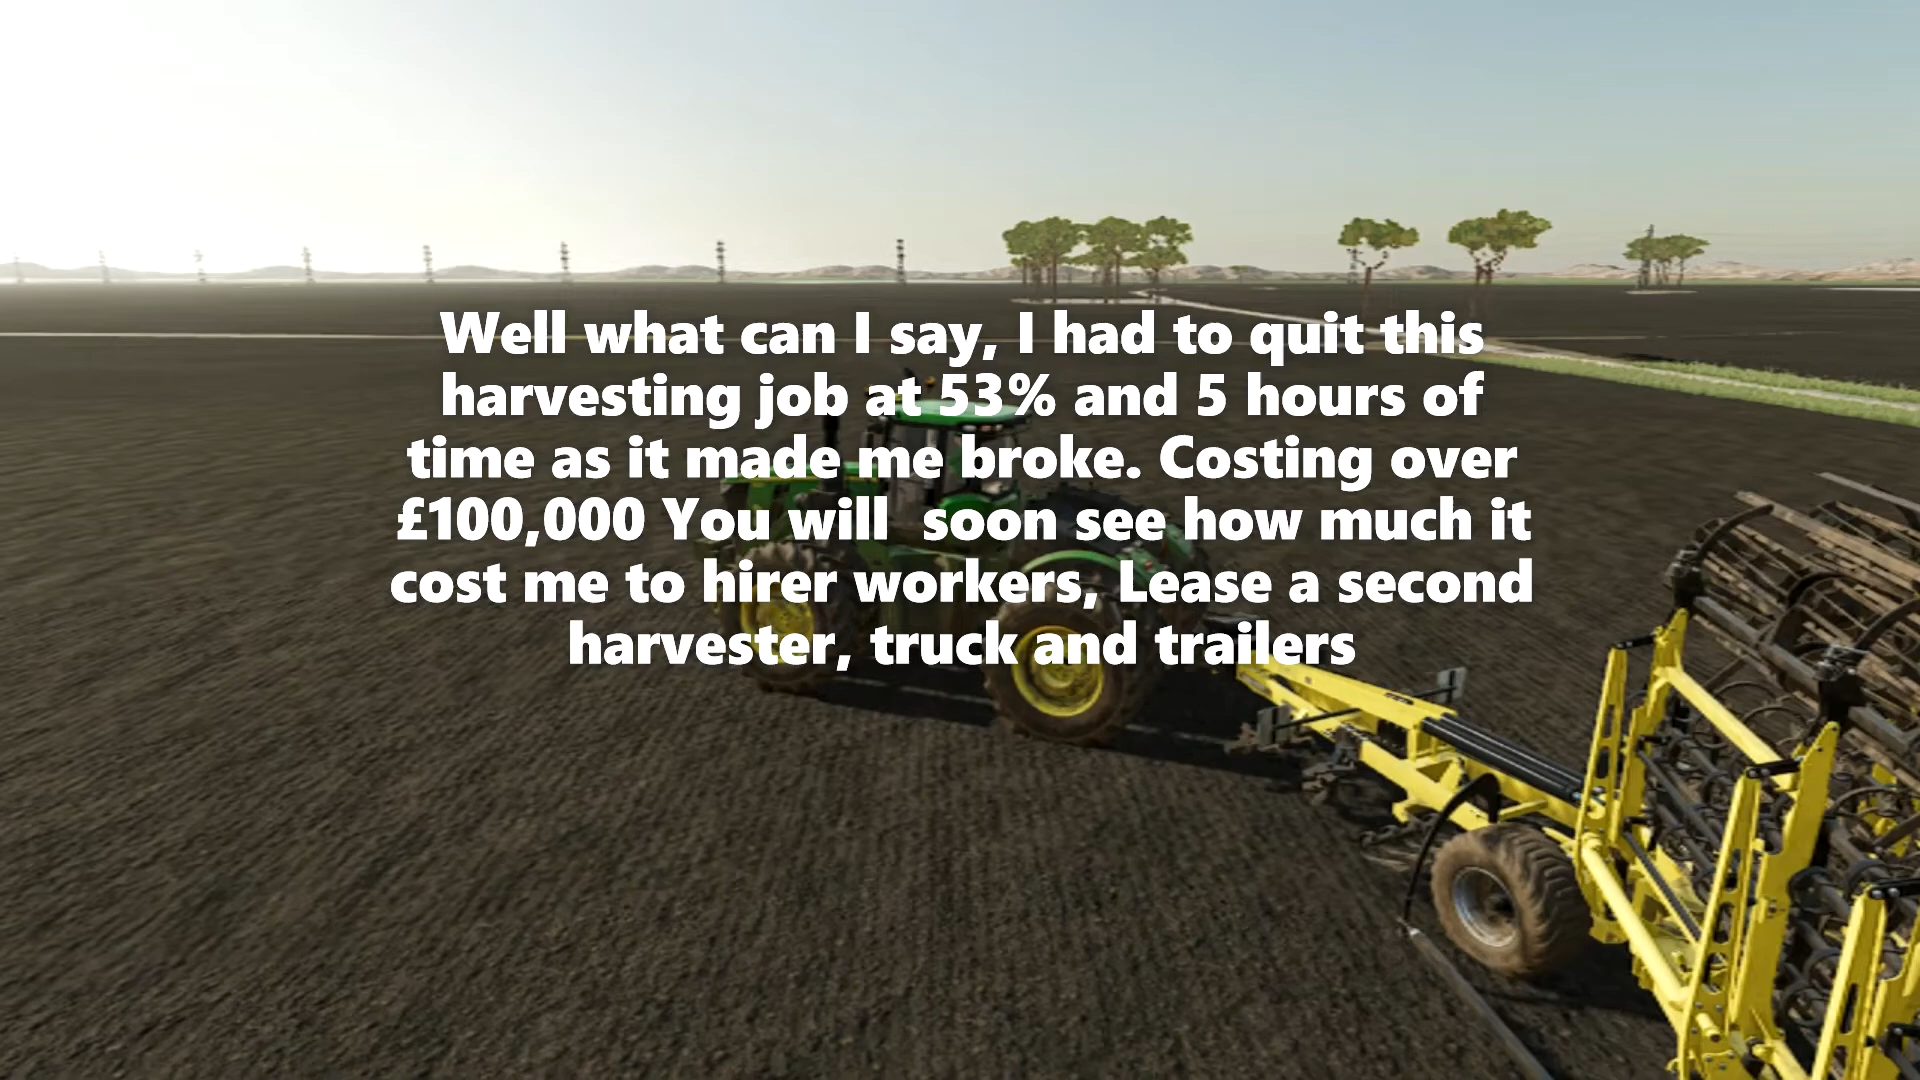 Well what can I say, I had to quit this
harvesting job at 53% and 5 hours of
time as it made me broke. Costing over
£100,000 You will  soon see how much it
cost me to hirer workers, Lease a second
harvester, truck and trailers